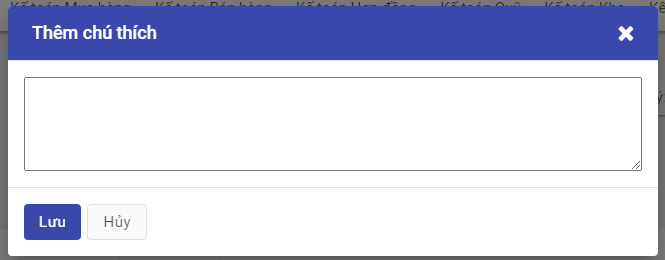 Kế toán Mua hàng Kế toán Bán hàng Kế toán Hợp đồng Kế toán Quỹ Kế toán Kho
Thêm chú thích
Lưu Hủy